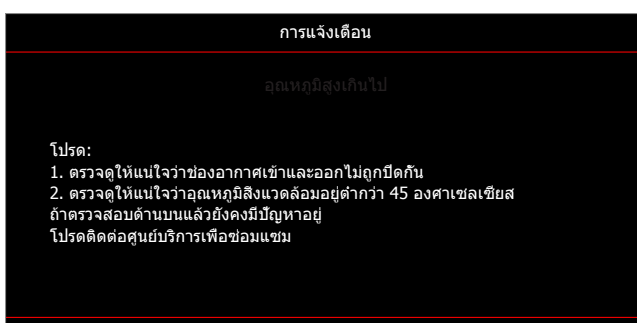 การแจ้งเตือน
อุณหภูมิสูงเกินไป
โปรด:
1. ตรวจดูให้แน่ใจว่าช่องอากาศเข้าและออกไม่ถูกปิดกั้น
2. ตรวจดูให้แน่ใจว่าอุณหภูมิสิ่งแวดล้อมอยู่ต่ำกว่า 45 องศาเซลเซียส
ถ้าตรวจสอบด้านบนแล้วยังคงมีปัญหาอยู่
โปรดติดต่อศูนย์บริการเพื่อซ่อมแซม